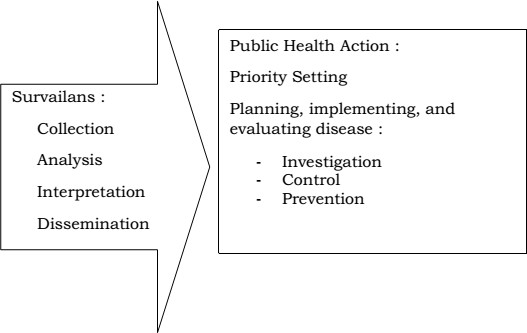 Survailans :
Collection
Analysis
Interpretation
Dissemination
Public Health Action :
Priority Setting
Planning, implementing, and
evaluating disease :
- Investigation
- Control
- Prevention